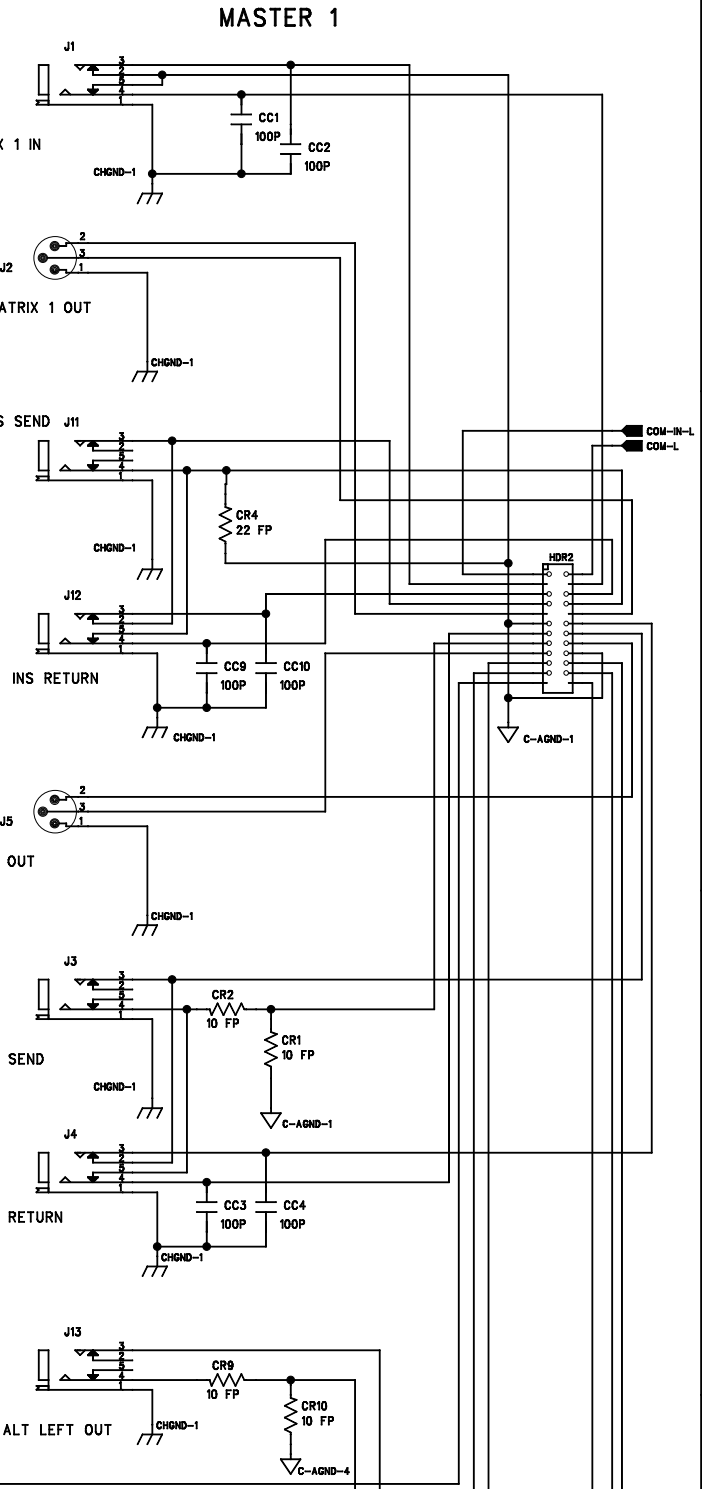 MASTER 1
J1
3
2
5
4
1
CC1
100P
CC2
100P
X 1 IN
CHGND-1
J2
2
3
1
ATRIX 1 OUT
CHGND-1
S SEND
J11
3
2
5
4
1
COM-IN-L
COM-L
CR4
22 FP
CHGND-1
HDR2
J12
3
2
5
4
1
CC9
100P
CC10
100P
INS RETURN
CHGND-1
C-AGND-1
J5
2
3
1
OUT
CHGND-1
J3
3
2
5
4
1
CR2
10 FP
CR1
10 FP
SEND
CHGND-1
C-AGND-1
J4
3
2
5
4
1
CC3
100P
CC4
100P
RETURN
CHGND-1
J13
3
2
5
4
1
CR9
10 FP
CR10
10 FP
ALT LEFT OUT
CHGND-1
C-AGND-4